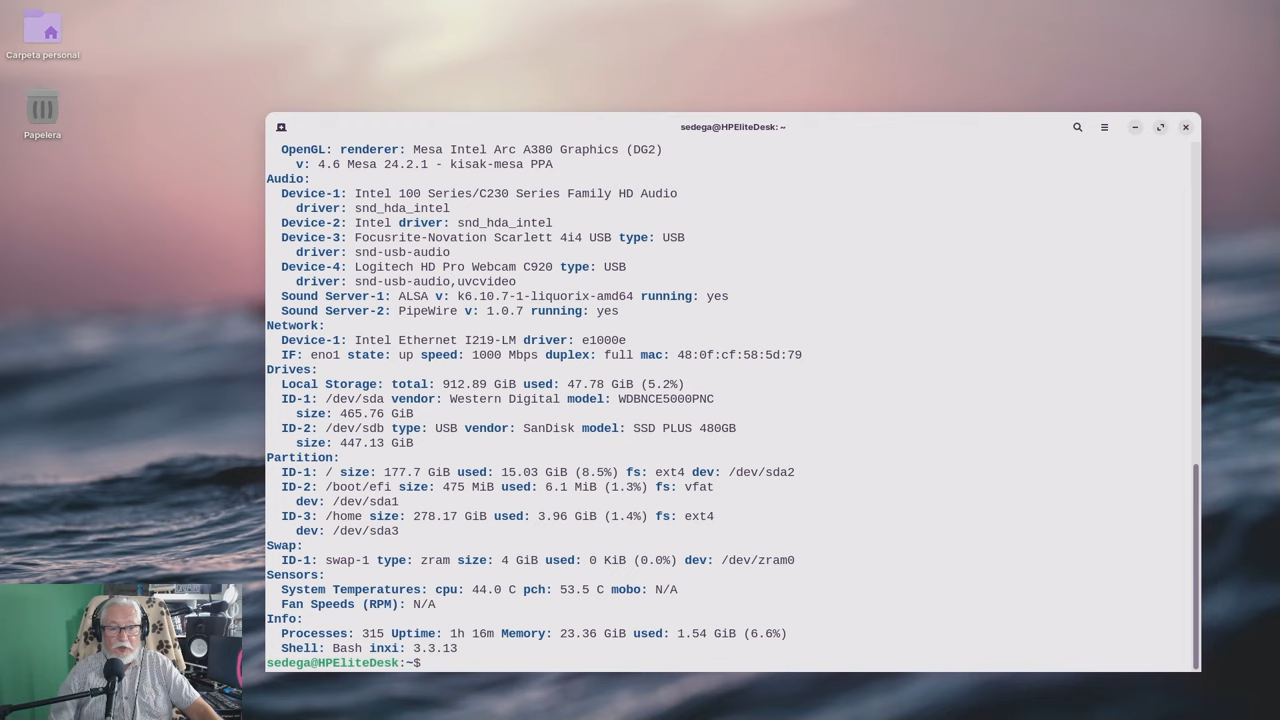 Carpeta personal
Papelera
sedega@HPEliteDesk: ~
OpenGL: renderer: Mesa Intel Arc A380 Graphics (DG2)
v: 4.6 Mesa 24.2.1 - kisak-mesa PPA
Audio:
Device-1: Intel 100 Series/C230 Series Family HD Audio
driver: snd_hda_intel
Device-2: Intel driver: snd_hda_intel
Device-3: Focusrite-Novation Scarlett 4i4 USB type: USB
driver: snd-usb-audio
Device-4: Logitech HD Pro Webcam C920 type: USB
driver: snd-usb-audio,uvcvideo
Sound Server-1: ALSA v: k6.10.7-1-liquorix-amd64 running: yes
Sound Server-2: PipeWire v: 1.0.7 running: yes
Network:
Device-1: Intel Ethernet I219-LM driver: e1000e
IF: eno1 state: up speed: 1000 Mbps duplex: full mac: 48:0f:cf:58:5d:79
Drives:
Local Storage: total: 912.89 GiB used: 47.78 GiB (5.2%)
ID-1: /dev/sda vendor: Western Digital model: WDBNCE5000PNC
size: 465.76 GiB
ID-2: /dev/sdb type: USB vendor: SanDisk model: SSD PLUS 480GB
size: 447.13 GiB
Partition:
ID-1: / size: 177.7 GiB used: 15.03 GiB (8.5%) fs: ext4 dev: /dev/sda2
ID-2: /boot/efi size: 475 MiB used: 6.1 MiB (1.3%) fs: vfat
dev: /dev/sda1
ID-3: /home size: 278.17 GiB used: 3.96 GiB (1.4%) fs: ext4
dev: /dev/sda3
Swap:
ID-1: swap-1 type: zram size: 4 GiB used: 0 KiB (0.0%) dev: /dev/zram0
Sensors:
System Temperatures: cpu: 44.0 C pch: 53.5 C mobo: N/A
Fan Speeds (RPM): N/A
Info:
Processes: 315 Uptime: 1h 16m Memory: 23.36 GiB used: 1.54 GiB (6.6%)
Shell: Bash inxi: 3.3.13
sedega@HPEliteDesk:~$